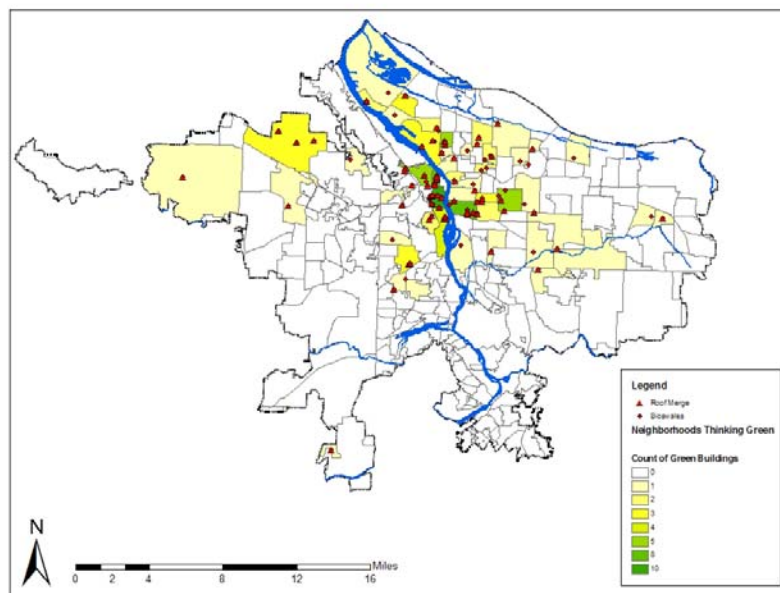 Legend
Roof Merge
Bioswales
Neighborhoods Thinking Green
Count of Green Buildings
0
1
2
3
4
5
8
10
N
Miles
0 2 4 8 12 16